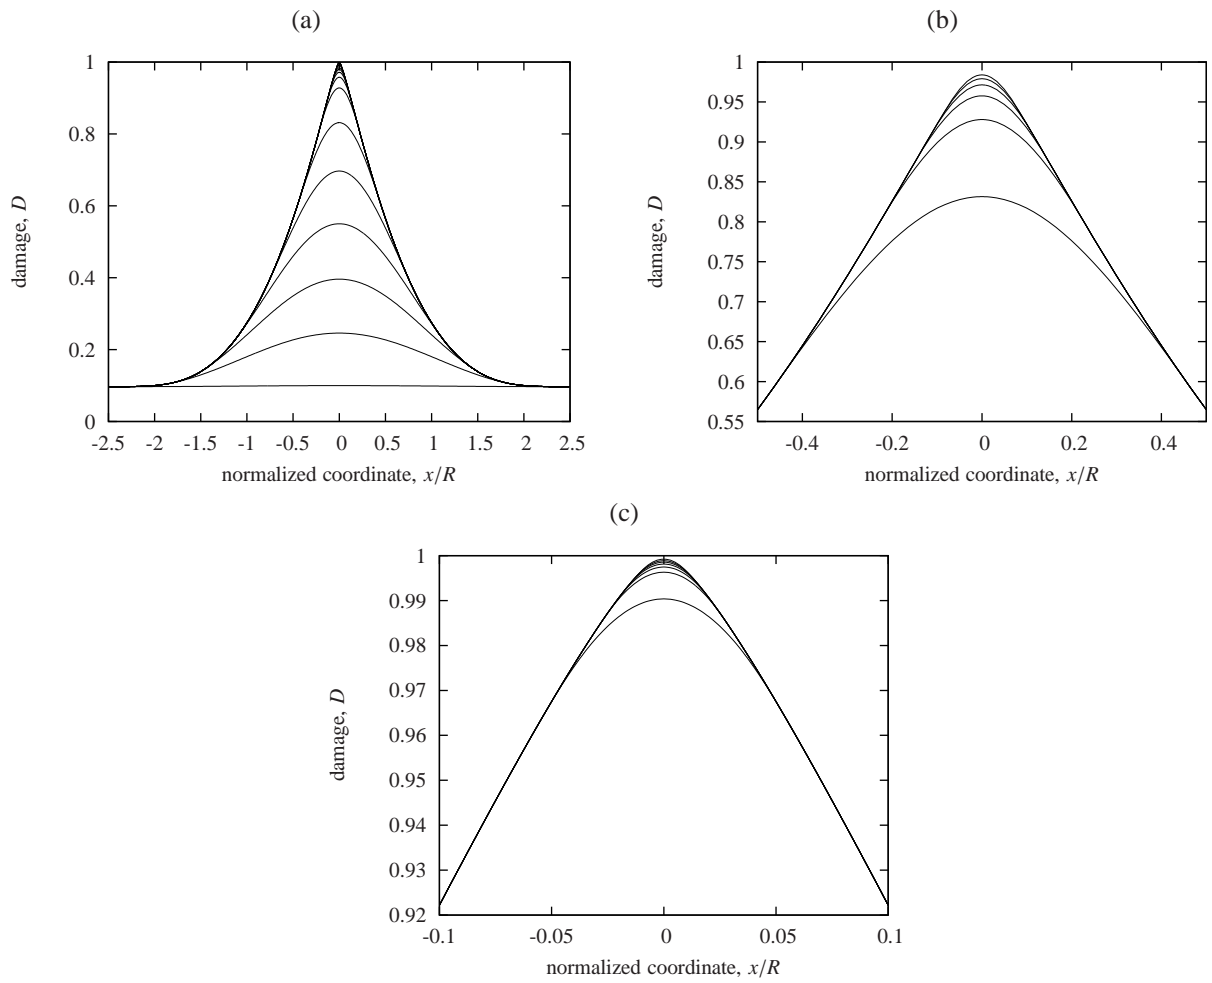 (a)
1
0.8
0.6
0.4
0.2
0
-2.5 -2 -1.5 -1 -0.5 0 0.5 1 1.5 2 2.5
damage, D
normalized coordinate, x/R
(b)
1
0.95
0.9
0.85
0.8
0.75
0.7
0.65
0.6
0.55
-0.4 -0.2 0 0.2 0.4
damage, D
normalized coordinate, x/R
(c)
1
0.99
0.98
0.97
0.96
0.95
0.94
0.93
0.92
-0.1 -0.05 0 0.05 0.1
damage, D
normalized coordinate, x/R